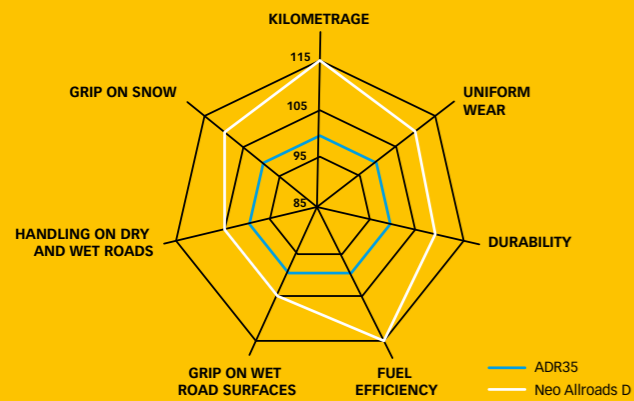 KILOMETRAGE
115
GRIP ON SNOW
UNIFORM
WEAR
105
95
85
HANDLING ON DRY
AND WET ROADS
DURABILITY
GRIP ON WET
ROAD SURFACES
FUEL
EFFICIENCY
ADR35
Neo Allroads D